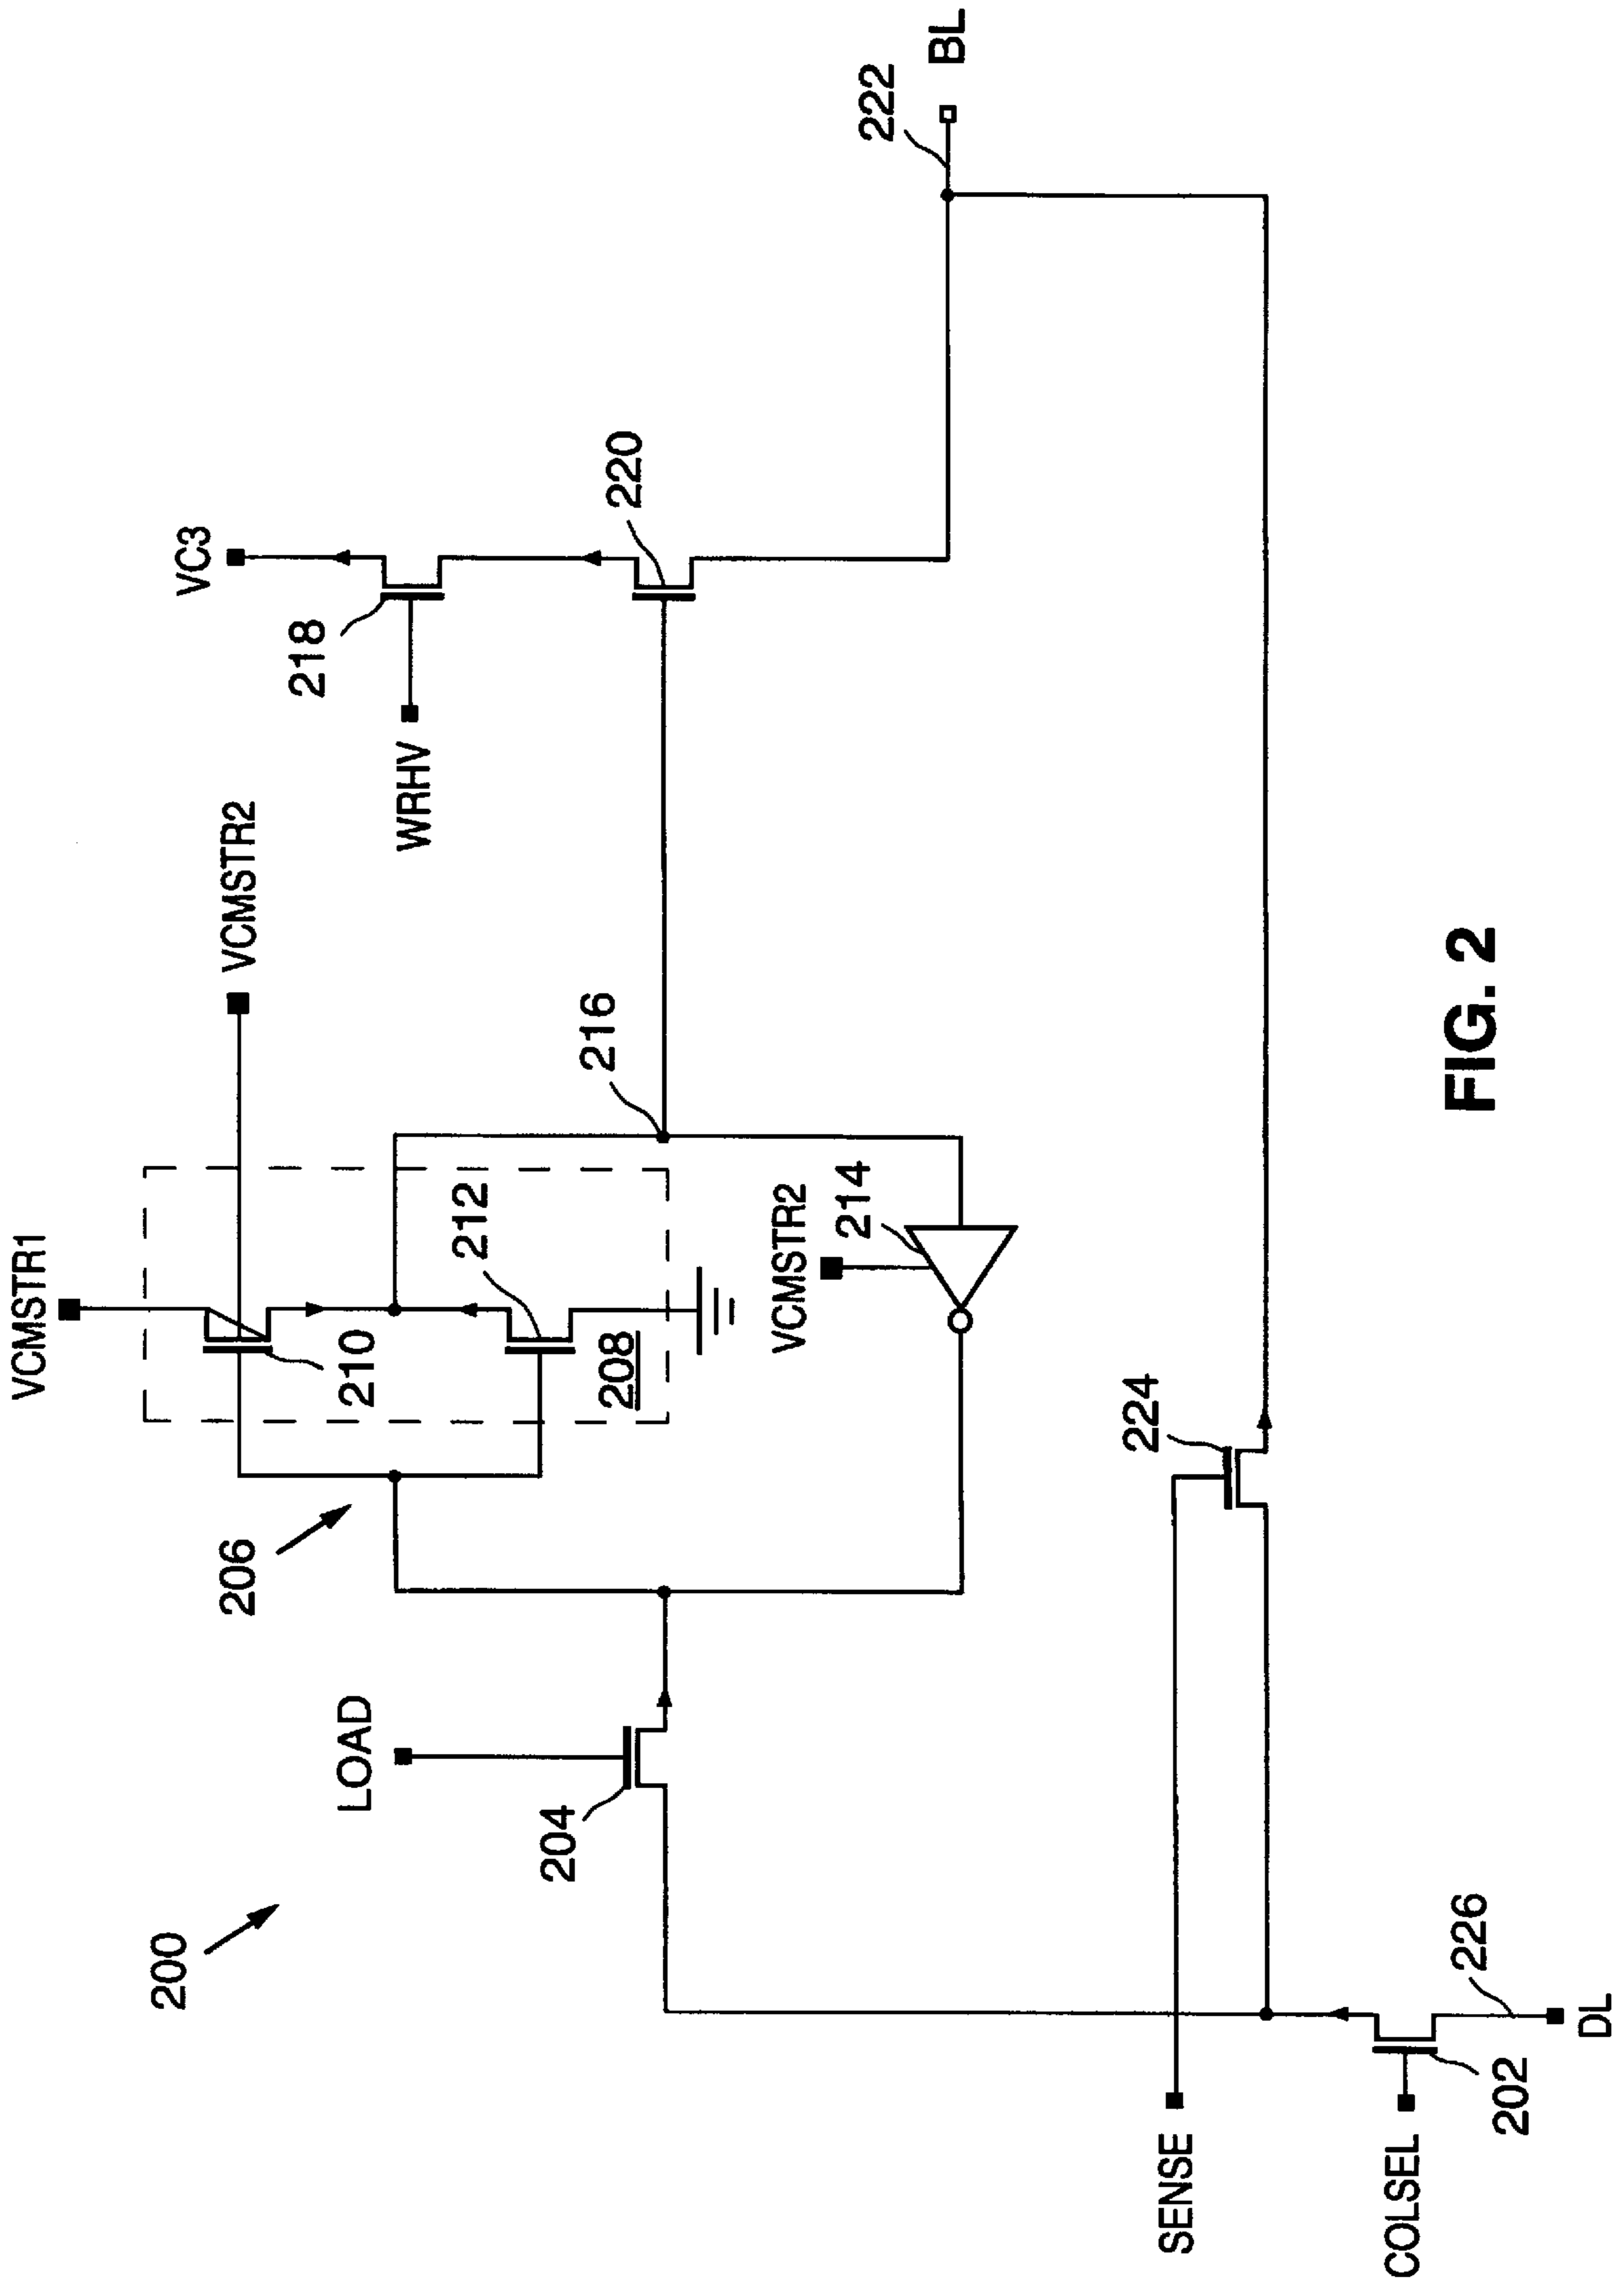 200
LOAD
204
206
VCMSTR1
210
212
208
VCMSTR2
VCMSTR2
214
216
WRHV
218
VC3
220
222
BL
224
SENSE
COLSEL
202
226
DL
FIG. 2